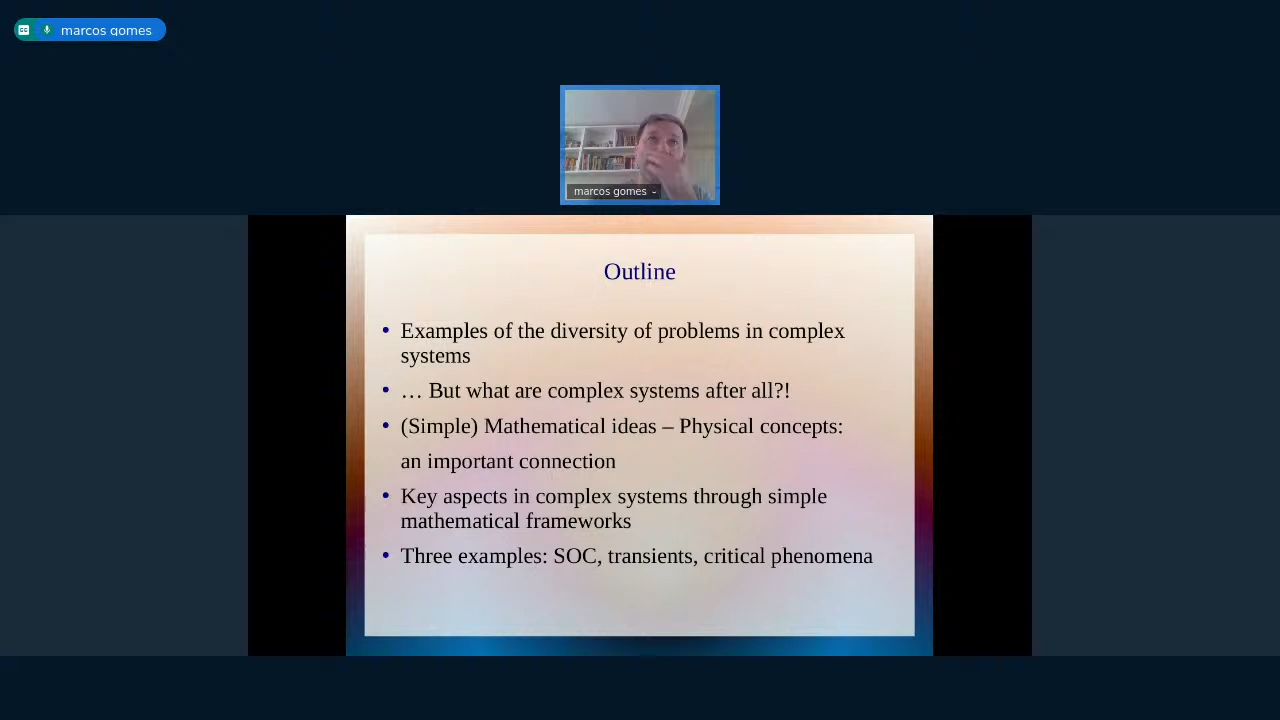 marcos gomes
marcos gomes
Outline
• Examples of the diversity of problems in complex
systems
• … But what are complex systems after all?!
• (Simple) Mathematical ideas – Physical concepts:
an important connection
• Key aspects in complex systems through simple
mathematical frameworks
• Three examples: SOC, transients, critical phenomena